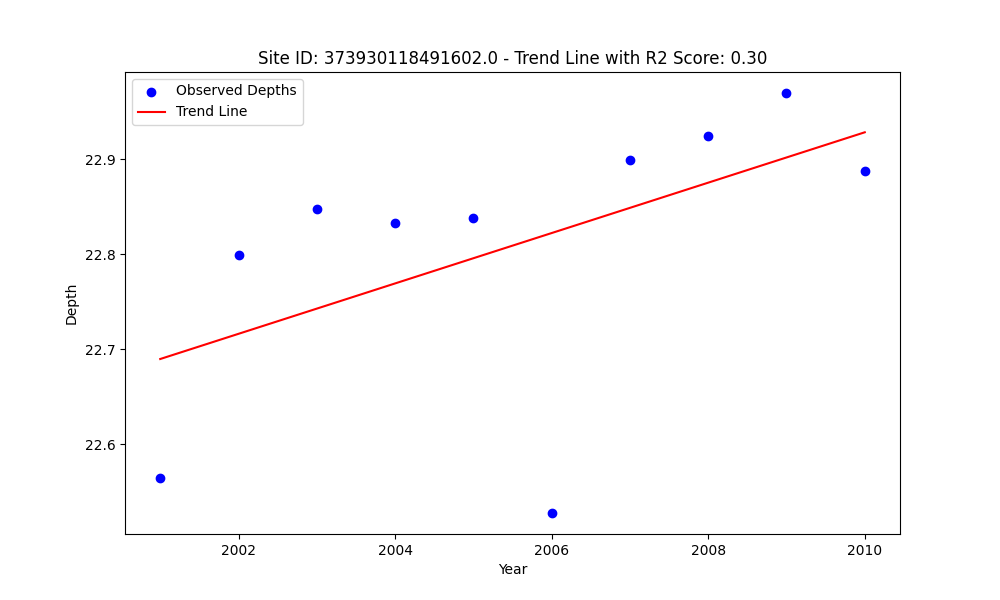 Site ID: 373930118491602.0 - Trend Line with R2 Score: 0.30
Observed Depths
Trend Line
22.9
22.8
22.7
22.6
Depth
2002
2004
2006
2008
2010
Year